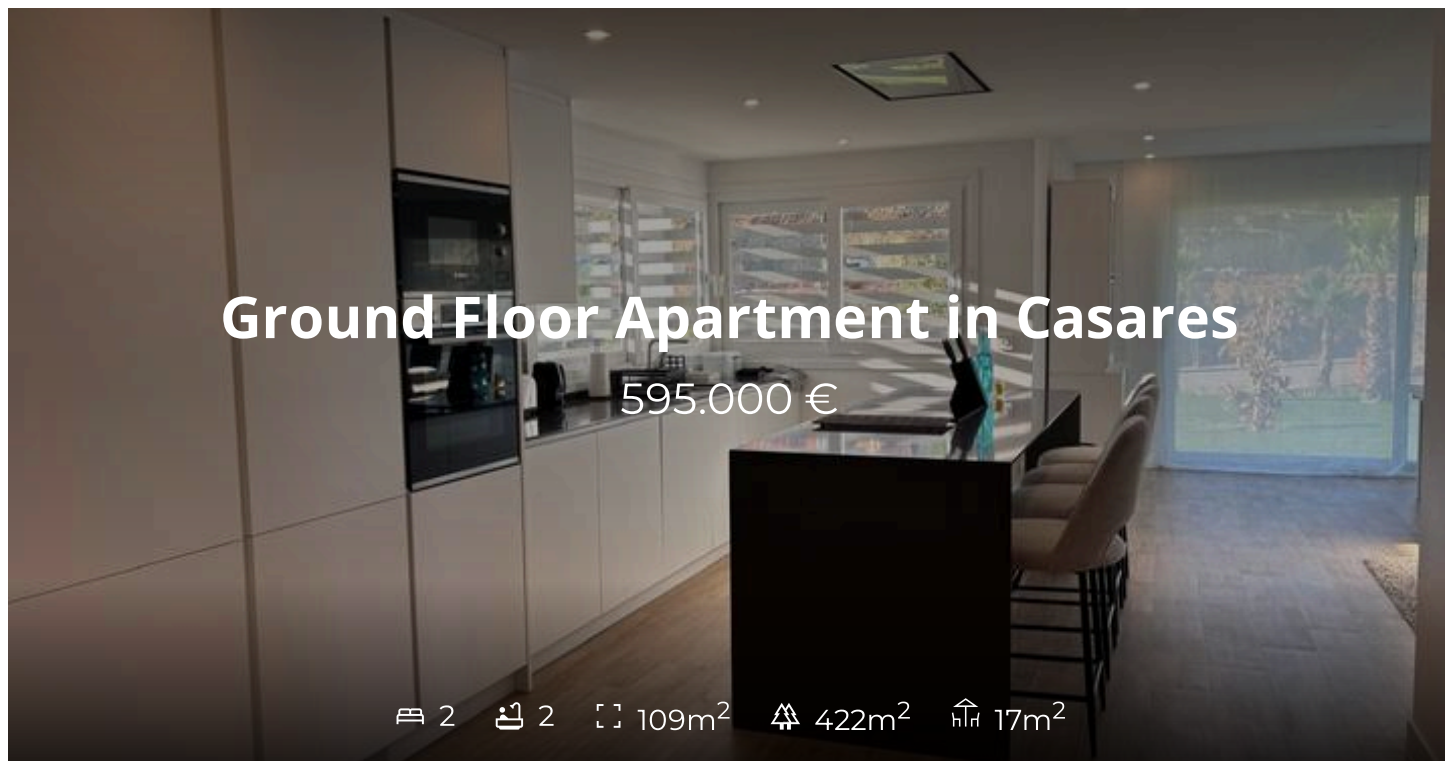 Ground Floor Apartment in Casares
595.000 €
2 2 109m² 422m² 17m²